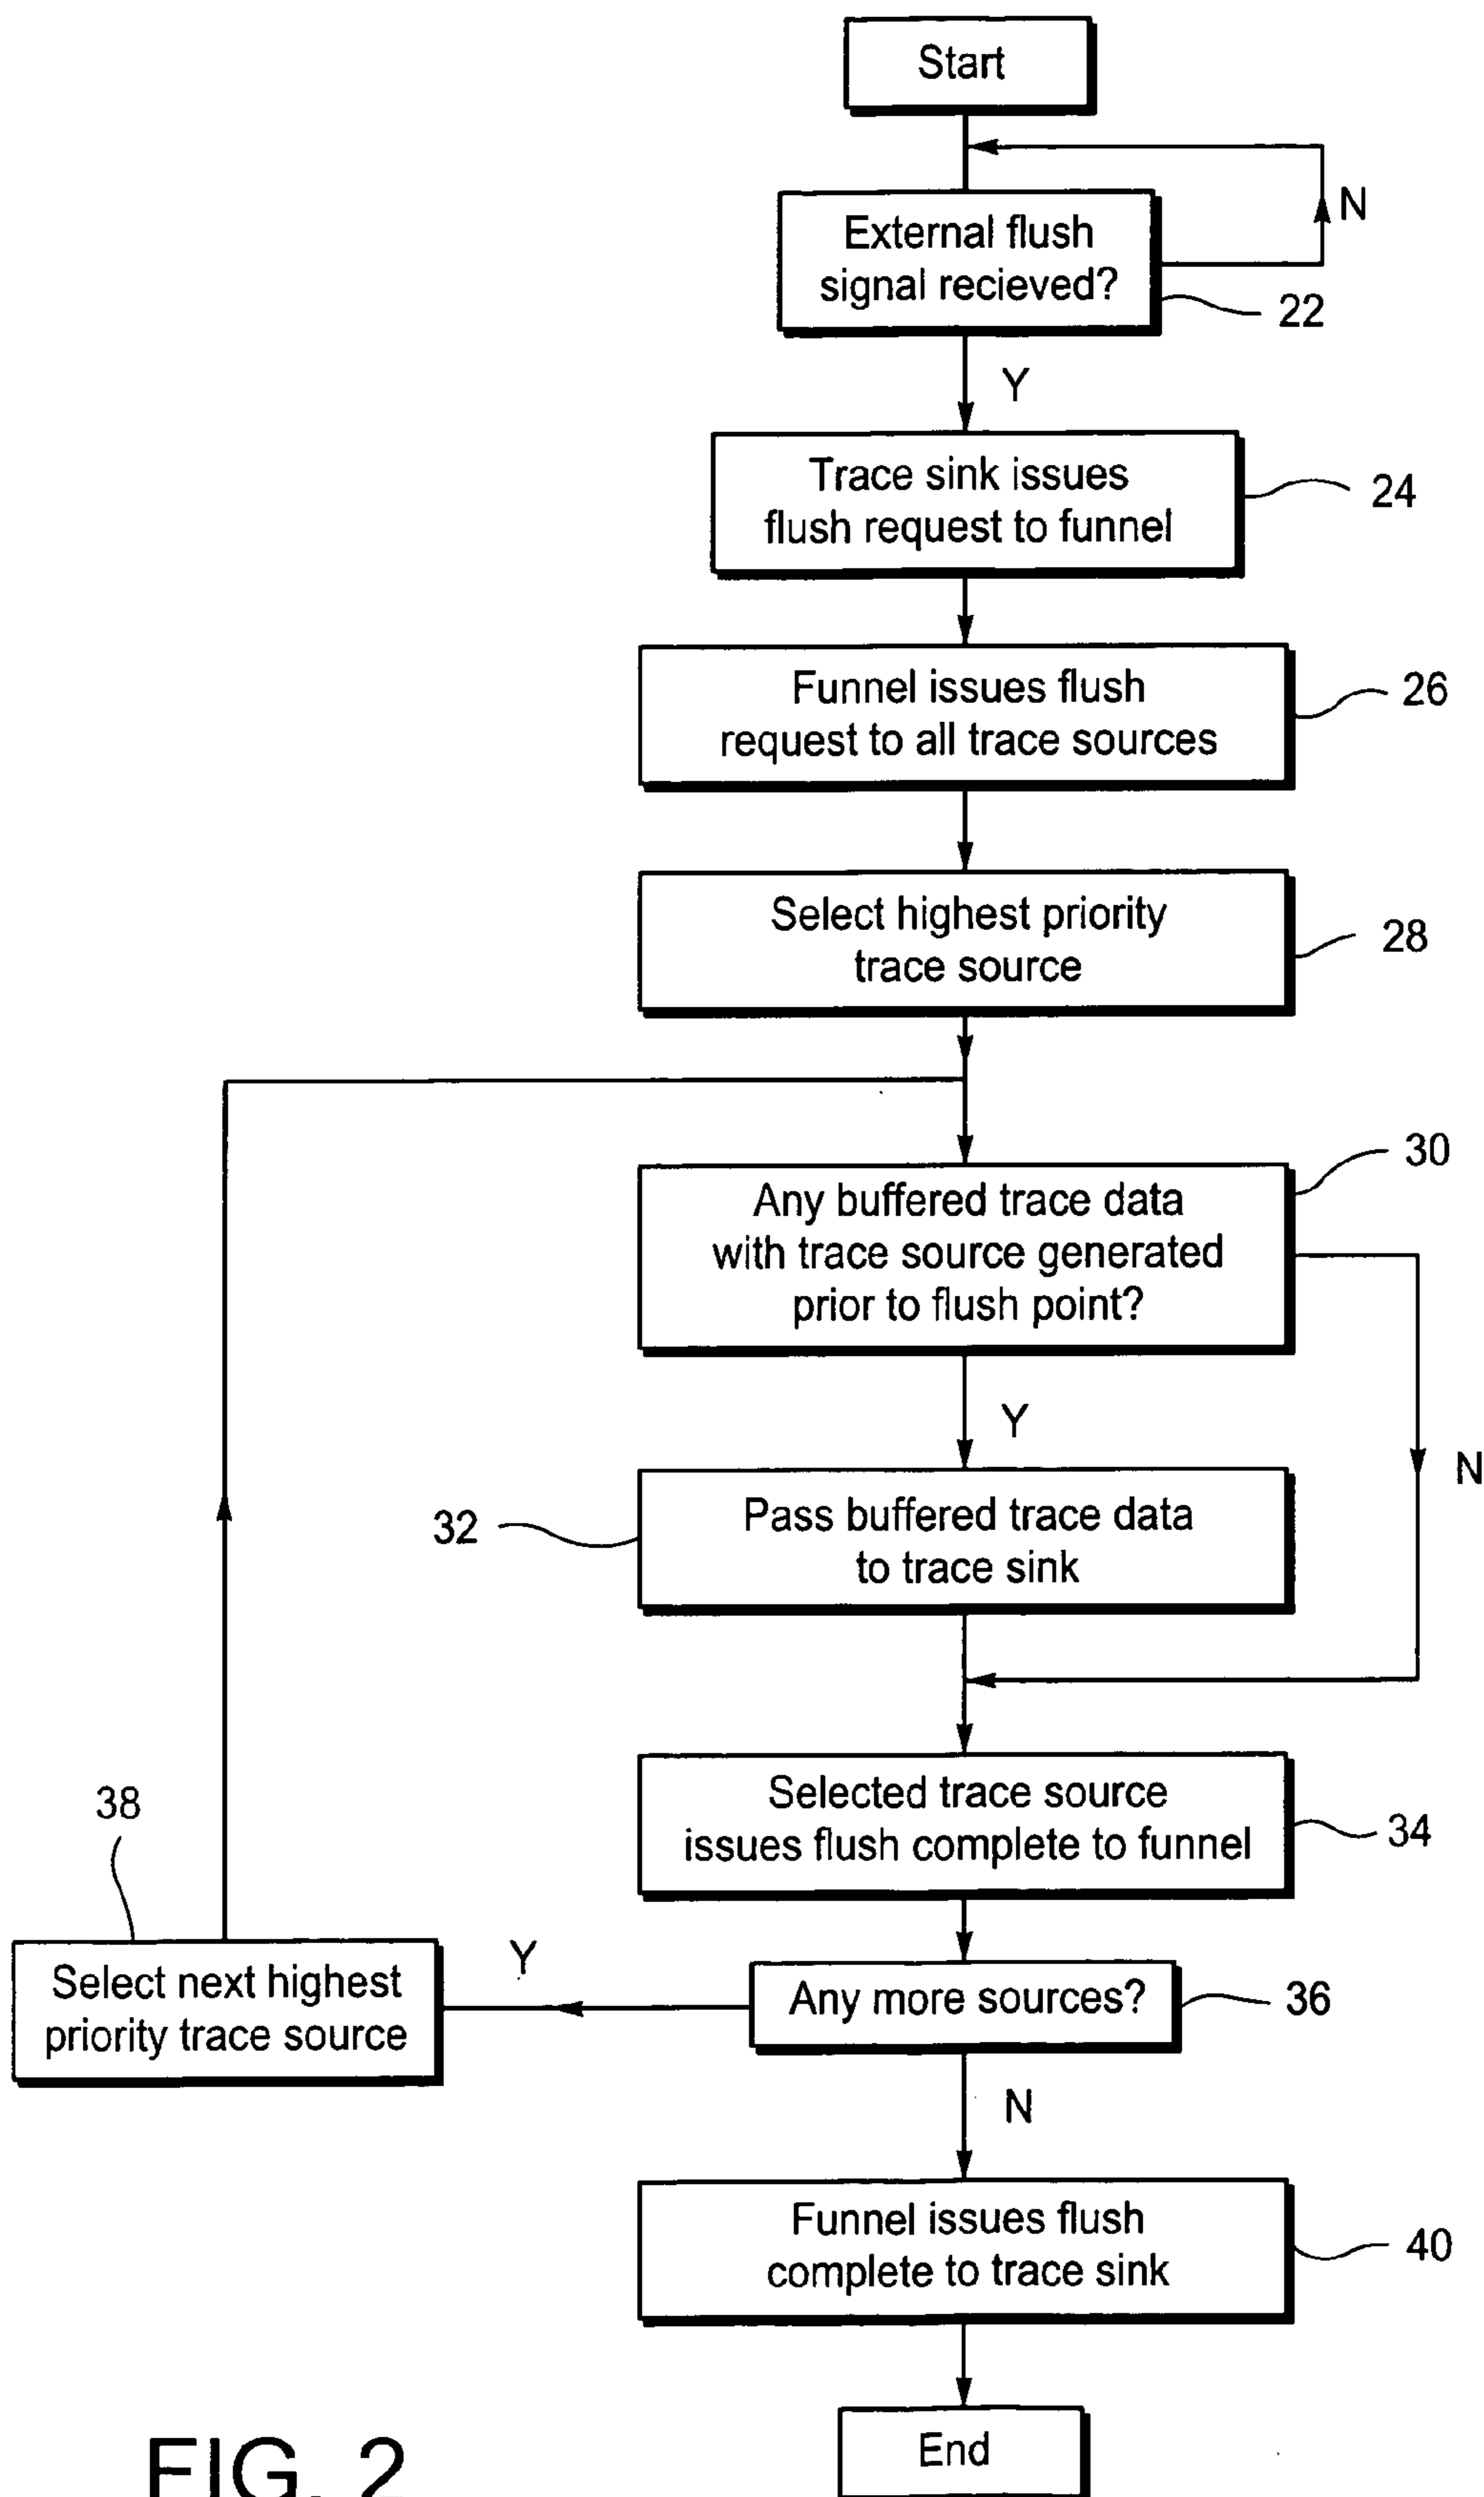 Start
N
External flush
signal recieved?
22
Y
Trace sink issues
flush request to funnel
24
Funnel issues flush
request to all trace sources
26
Select highest priority
trace source
28
Any buffered trace data
with trace source generated
prior to flush point?
30
Y
N
Pass buffered trace data
to trace sink
32
Selected trace source
issues flush complete to funnel
34
38
Select next highest
priority trace source
Y
Any more sources?
36
N
Funnel issues flush
complete to trace sink
40
End
FIG. 2